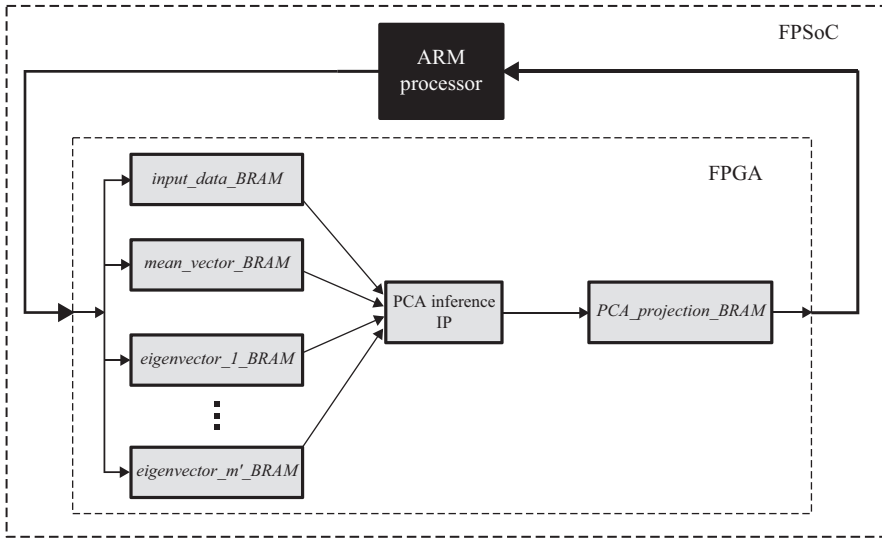 FPSoC
ARM
processor
FPGA
input_data_BRAM
mean_vector_BRAM
PCA inference
IP
PCA_projection_BRAM
eigenvector_1_BRAM
eigenvector_m'_BRAM